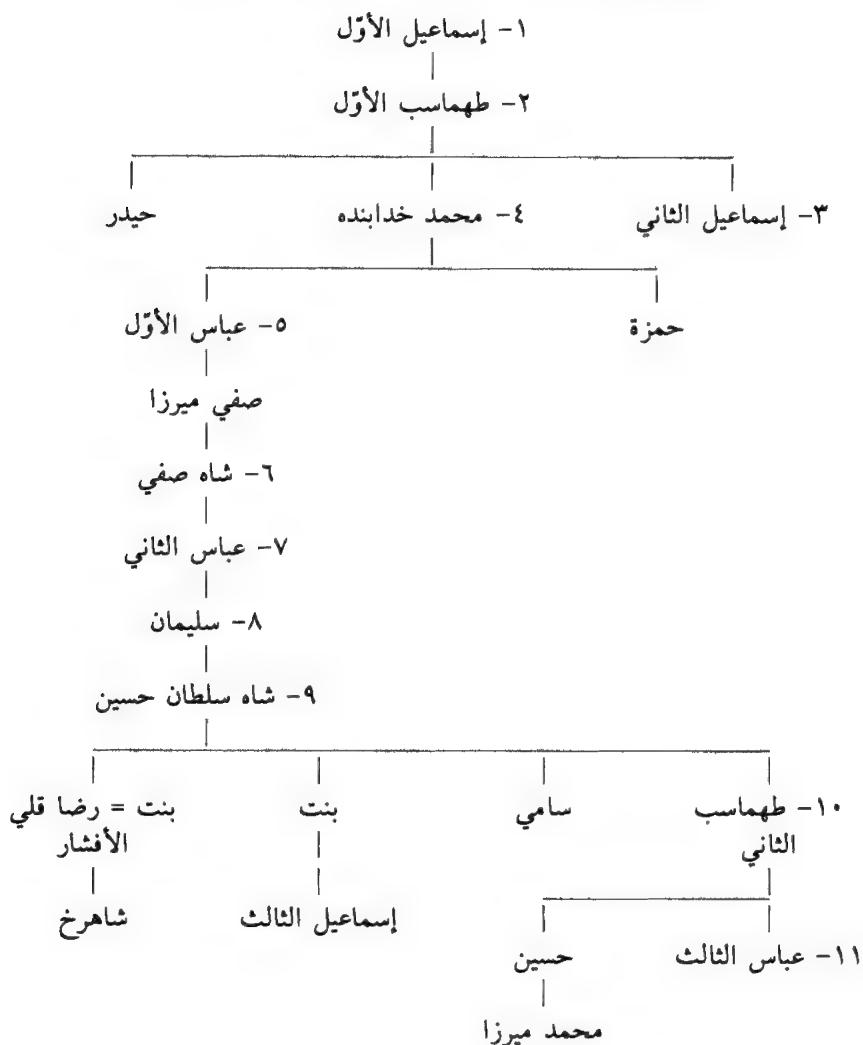 ١- إسماعيل الأوّل
٢- طهماسب الأوّل
٣- إسماعيل الثاني
٤- محمد خدابنده
حيدر
حمزة
٥- عباس الأوّل
صفي ميرزا
٦- شاه صفي
٧- عباس الثاني
٨- سليمان
٩- شاه سلطان حسين
١٠- طهماسب
الثاني
سامي
بنت
بنت = رضا قلي
الأفشار
إسماعيل الثالث
شاهرخ
١١- عباس الثالث
حسين
محمد ميرزا